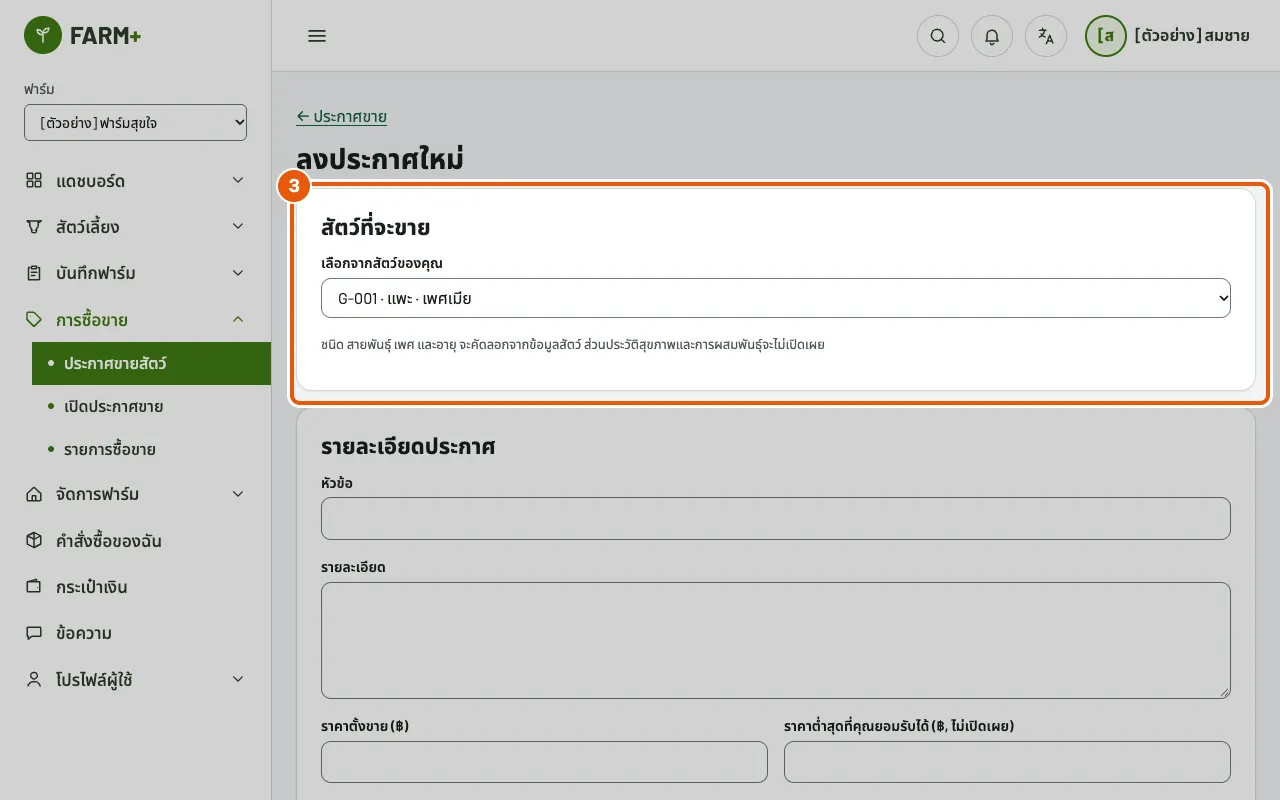 FARM+
ฟาร์ม
[ตัวอย่าง] ฟาร์มสุขใจ
แดชบอร์ด
สัตว์เลี้ยง
บันทึกฟาร์ม
การซื้อขาย
ประกาศขายสัตว์
เปิดประกาศขาย
รายการซื้อขาย
จัดการฟาร์ม
คำสั่งซื้อของฉัน
กระเป๋าเงิน
ข้อความ
โปรไฟล์ผู้ใช้
[ส [ตัวอย่าง] สมชาย
← ประกาศขาย
ลงประกาศใหม่
3
สัตว์ที่จะขาย
เลือกจากสัตว์ของคุณ
G-001 · แพะ · เพศเมีย
ชนิด สายพันธุ์ เพศ และอายุ จะคัดลอกจากข้อมูลสัตว์ ส่วนประวัติสุขภาพและการผสมพันธุ์จะไม่เปิดเผย
รายละเอียดประกาศ
หัวข้อ
รายละเอียด
ราคาตั้งขาย (฿) ราคาต่ำสุดที่คุณยอมรับได้ (฿, ไม่เปิดเผย)